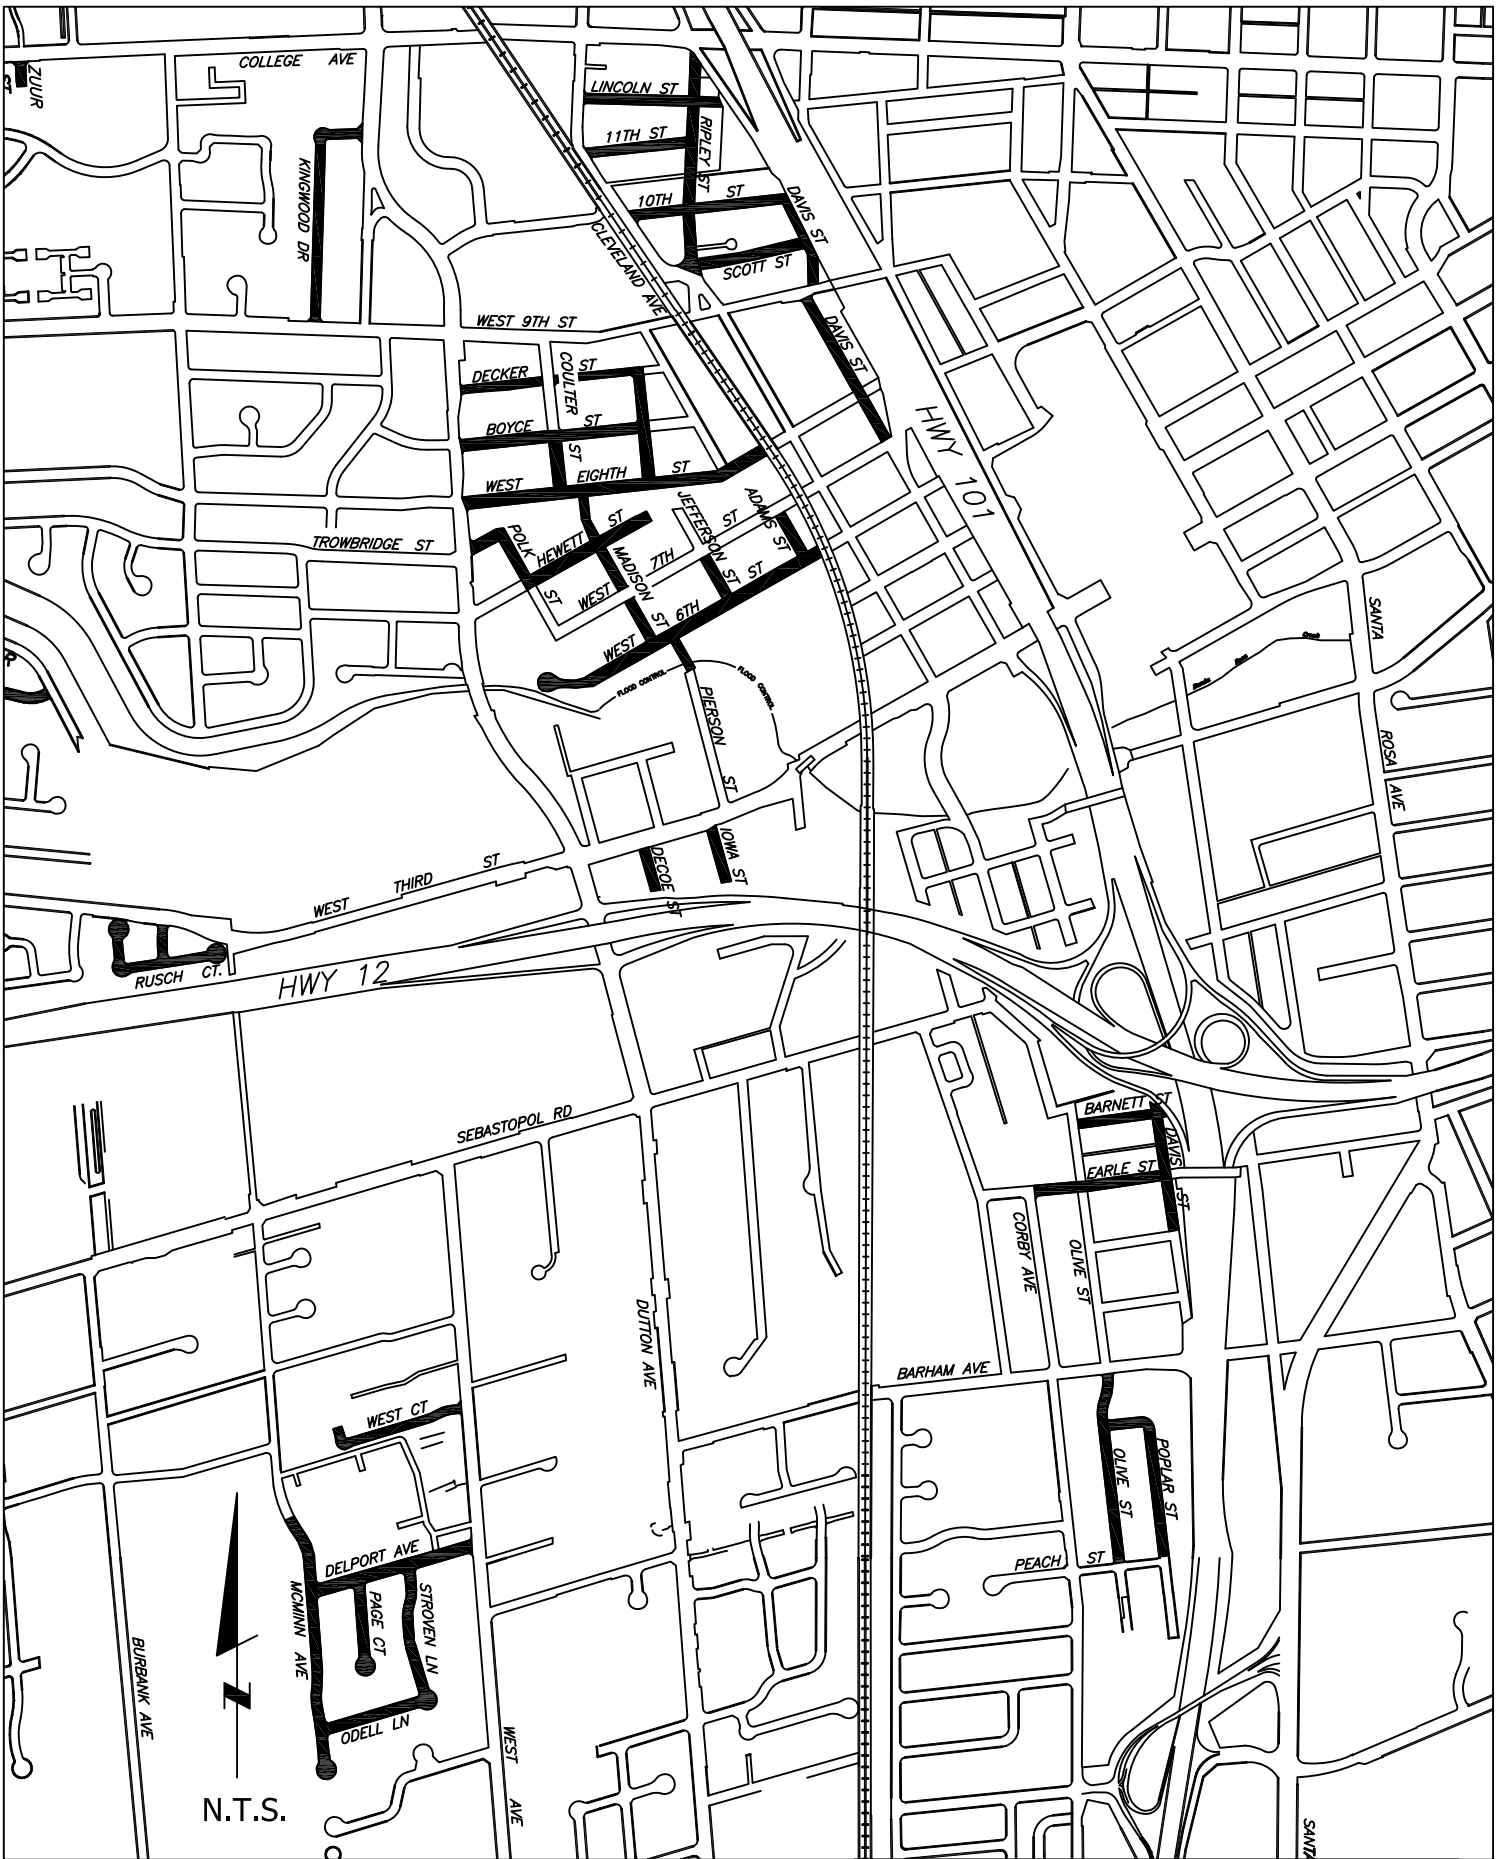 COLLEGE AVE
ZUUR
LINCOLN ST
11TH ST
RIPLEY ST
KINGWOOD DR
10TH ST
DAVIS ST
CLEVELAND AVE
SCOTT ST
WEST 9TH ST
DAVIS ST
DECKER ST
COULTER ST
BOYCE ST
HWY 101
WEST EIGHTH ST
JEFFERSON ST
ADAMS ST
POLK ST
HEWETT ST
TROWBRIDGE ST
MADISON ST
WEST 7TH ST
WEST 6TH ST
SANTA ROSA AVE
Creek
Rosa
Santa
FLOOD CONTROL
FLOOD CONTROL
PIERSON ST
IOWA ST
DECOE ST
WEST THIRD ST
RUSCH CT.
HWY 12
SEBASTOPOL RD
BARNETT ST
DAVIS ST
EARLE ST
CORBY AVE
OLIVE ST
DUTTON AVE
BARHAM AVE
WEST CT
OLIVE ST
POPLAR ST
DELPORT AVE
PEACH ST
MCMINN AVE
PAGE CT
STROVEN LN
BURBANK AVE
ODELL LN
WEST AVE
N.T.S.
SANTA